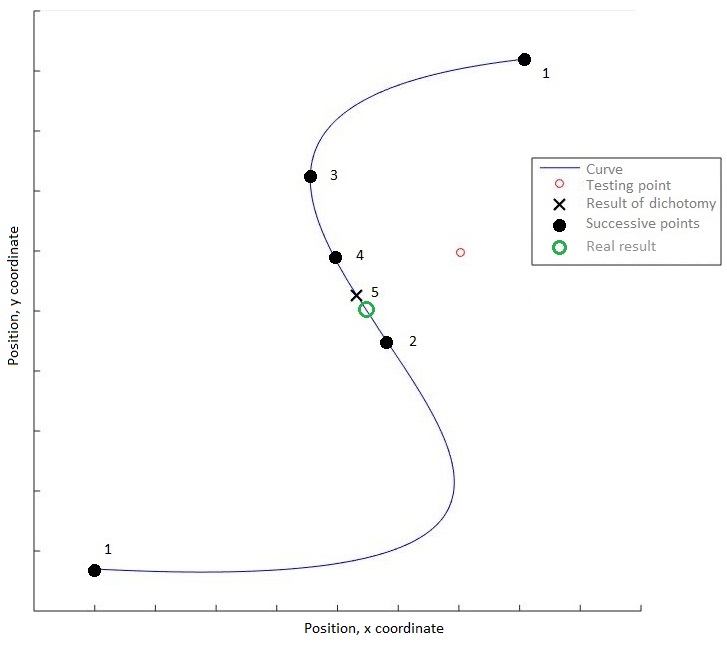 1
3
4
5
2
1
Curve
Testing point
Result of dichotomy
Successive points
Real result
Position, y coordinate
Position, x coordinate